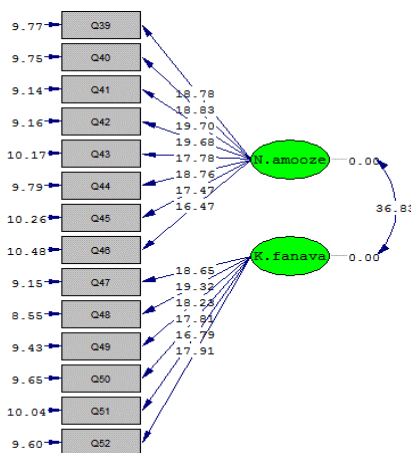 9.77 Q39
9.75 Q40
18.78
9.14 Q41
18.83
19.70
9.16 Q42
19.68
10.17 Q43
17.78
N.amooze 0.00
9.79 Q44
18.76
17.47
10.26 Q45
16.47
36.83
10.48 Q46
K.fanava 0.00
9.15 Q47
18.65
19.32
8.55 Q48
18.23
17.81
9.43 Q49
16.79
17.91
9.65 Q50
10.04 Q51
9.60 Q52